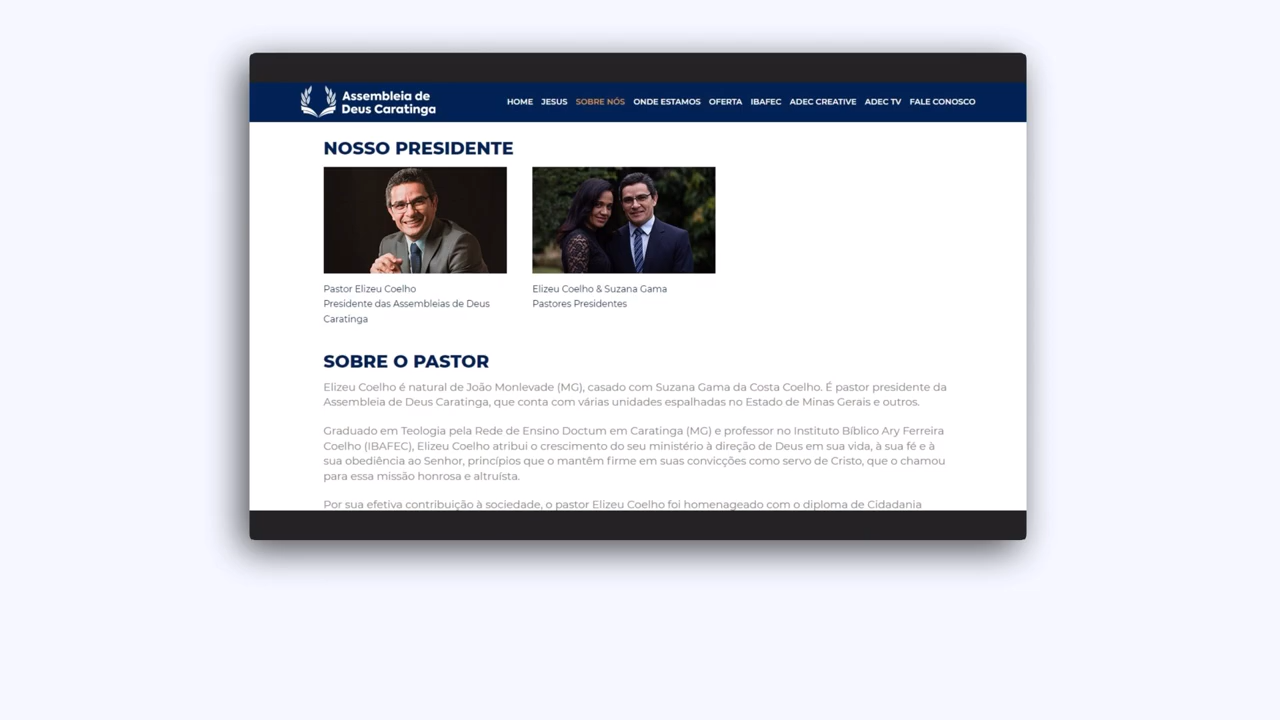 Assembleia de
Deus Caratinga
HOME JESUS SOBRE NÓS ONDE ESTAMOS OFERTA IBAFEC ADEC CREATIVE ADEC TV FALE CONOSCO
NOSSO PRESIDENTE
Pastor Elizeu Coelho
Presidente das Assembleias de Deus
Caratinga
Elizeu Coelho & Suzana Gama
Pastores Presidentes
SOBRE O PASTOR
Elizeu Coelho é natural de João Monlevade (MG), casado com Suzana Gama da Costa Coelho. É pastor presidente da
Assembleia de Deus Caratinga, que conta com várias unidades espalhadas no Estado de Minas Gerais e outros.
Graduado em Teologia pela Rede de Ensino Doctum em Caratinga (MG) e professor no Instituto Bíblico Ary Ferreira
Coelho (IBAFEC), Elizeu Coelho atribui o crescimento do seu ministério à direção de Deus em sua vida, à sua fé e à
sua obediência ao Senhor, princípios que o mantêm firme em suas convicções como servo de Cristo, que o chamou
para essa missão honrosa e altruísta.
Por sua efetiva contribuição à sociedade, o pastor Elizeu Coelho foi homenageado com o diploma de Cidadania